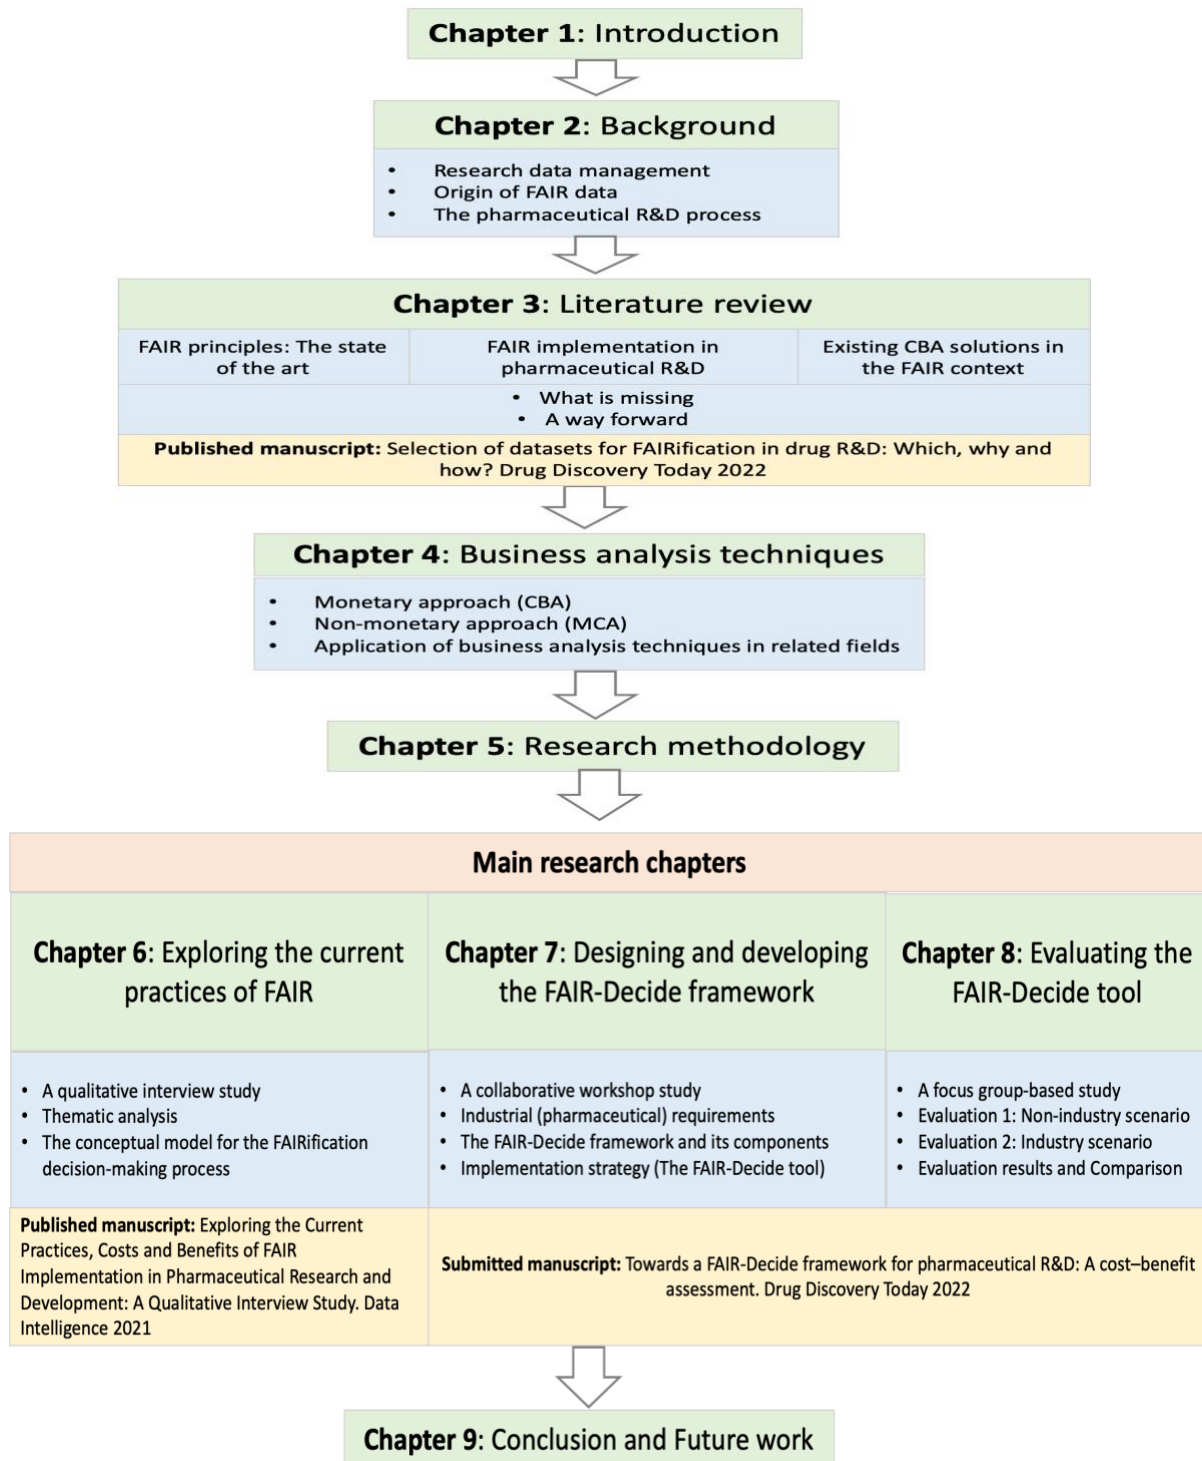 Chapter 1: Introduction
Chapter 2: Background
• Research data management
• Origin of FAIR data
• The pharmaceutical R&D process
Chapter 3: Literature review
FAIR principles: The state
of the art
FAIR implementation in
pharmaceutical R&D
Existing CBA solutions in
the FAIR context
• What is missing
• A way forward
Published manuscript: Selection of datasets for FAIRification in drug R&D: Which, why and
how? Drug Discovery Today 2022
Chapter 4: Business analysis techniques
• Monetary approach (CBA)
• Non-monetary approach (MCA)
• Application of business analysis techniques in related fields
Chapter 5: Research methodology
Main research chapters
Chapter 6: Exploring the current
practices of FAIR
• A qualitative interview study
• Thematic analysis
• The conceptual model for the FAIRification
decision-making process
Published manuscript: Exploring the Current
Practices, Costs and Benefits of FAIR
Implementation in Pharmaceutical Research and
Development: A Qualitative Interview Study. Data
Intelligence 2021
Chapter 7: Designing and developing
the FAIR-Decide framework
• A collaborative workshop study
• Industrial (pharmaceutical) requirements
• The FAIR-Decide framework and its components
• Implementation strategy (The FAIR-Decide tool)
Chapter 8: Evaluating the
FAIR-Decide tool
• A focus group-based study
• Evaluation 1: Non-industry scenario
• Evaluation 2: Industry scenario
• Evaluation results and Comparison
Submitted manuscript: Towards a FAIR-Decide framework for pharmaceutical R&D: A cost–benefit
assessment. Drug Discovery Today 2022
Chapter 9: Conclusion and Future work